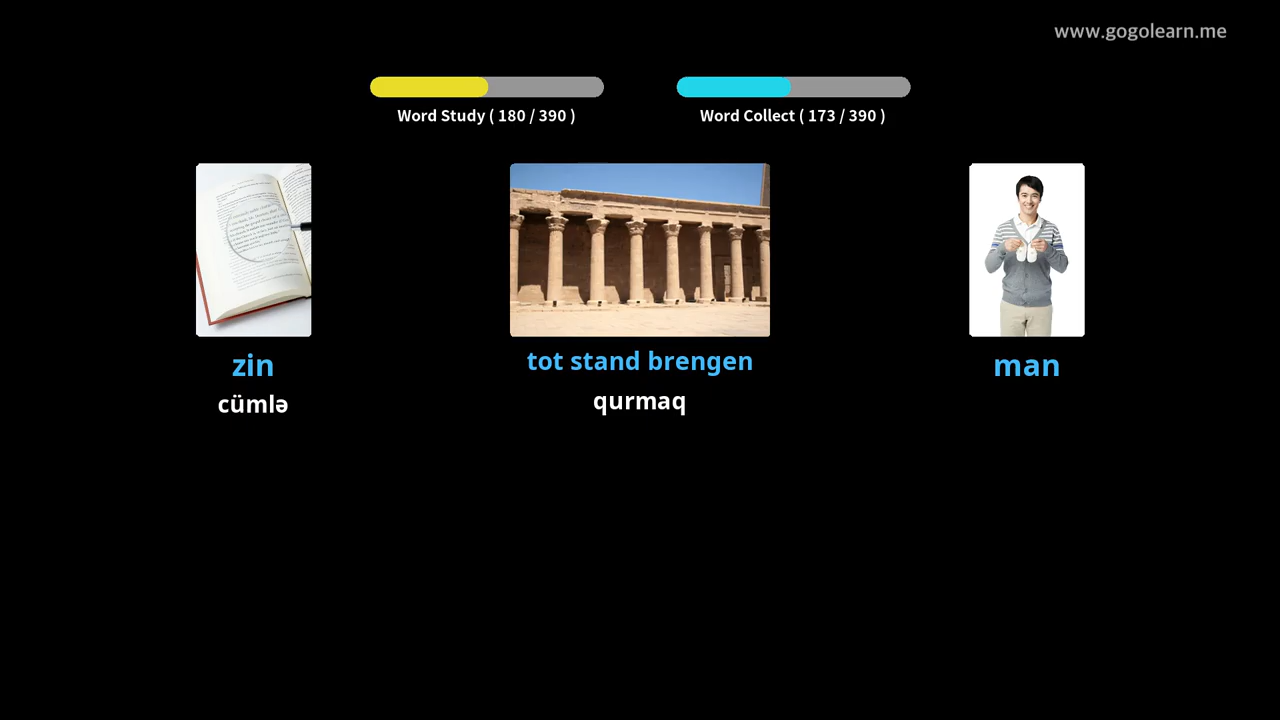 www.gogolearn.me
Word Study ( 180 / 390 )
Word Collect ( 173 / 390 )
zin
cümlə
tot stand brengen
qurmaq
man